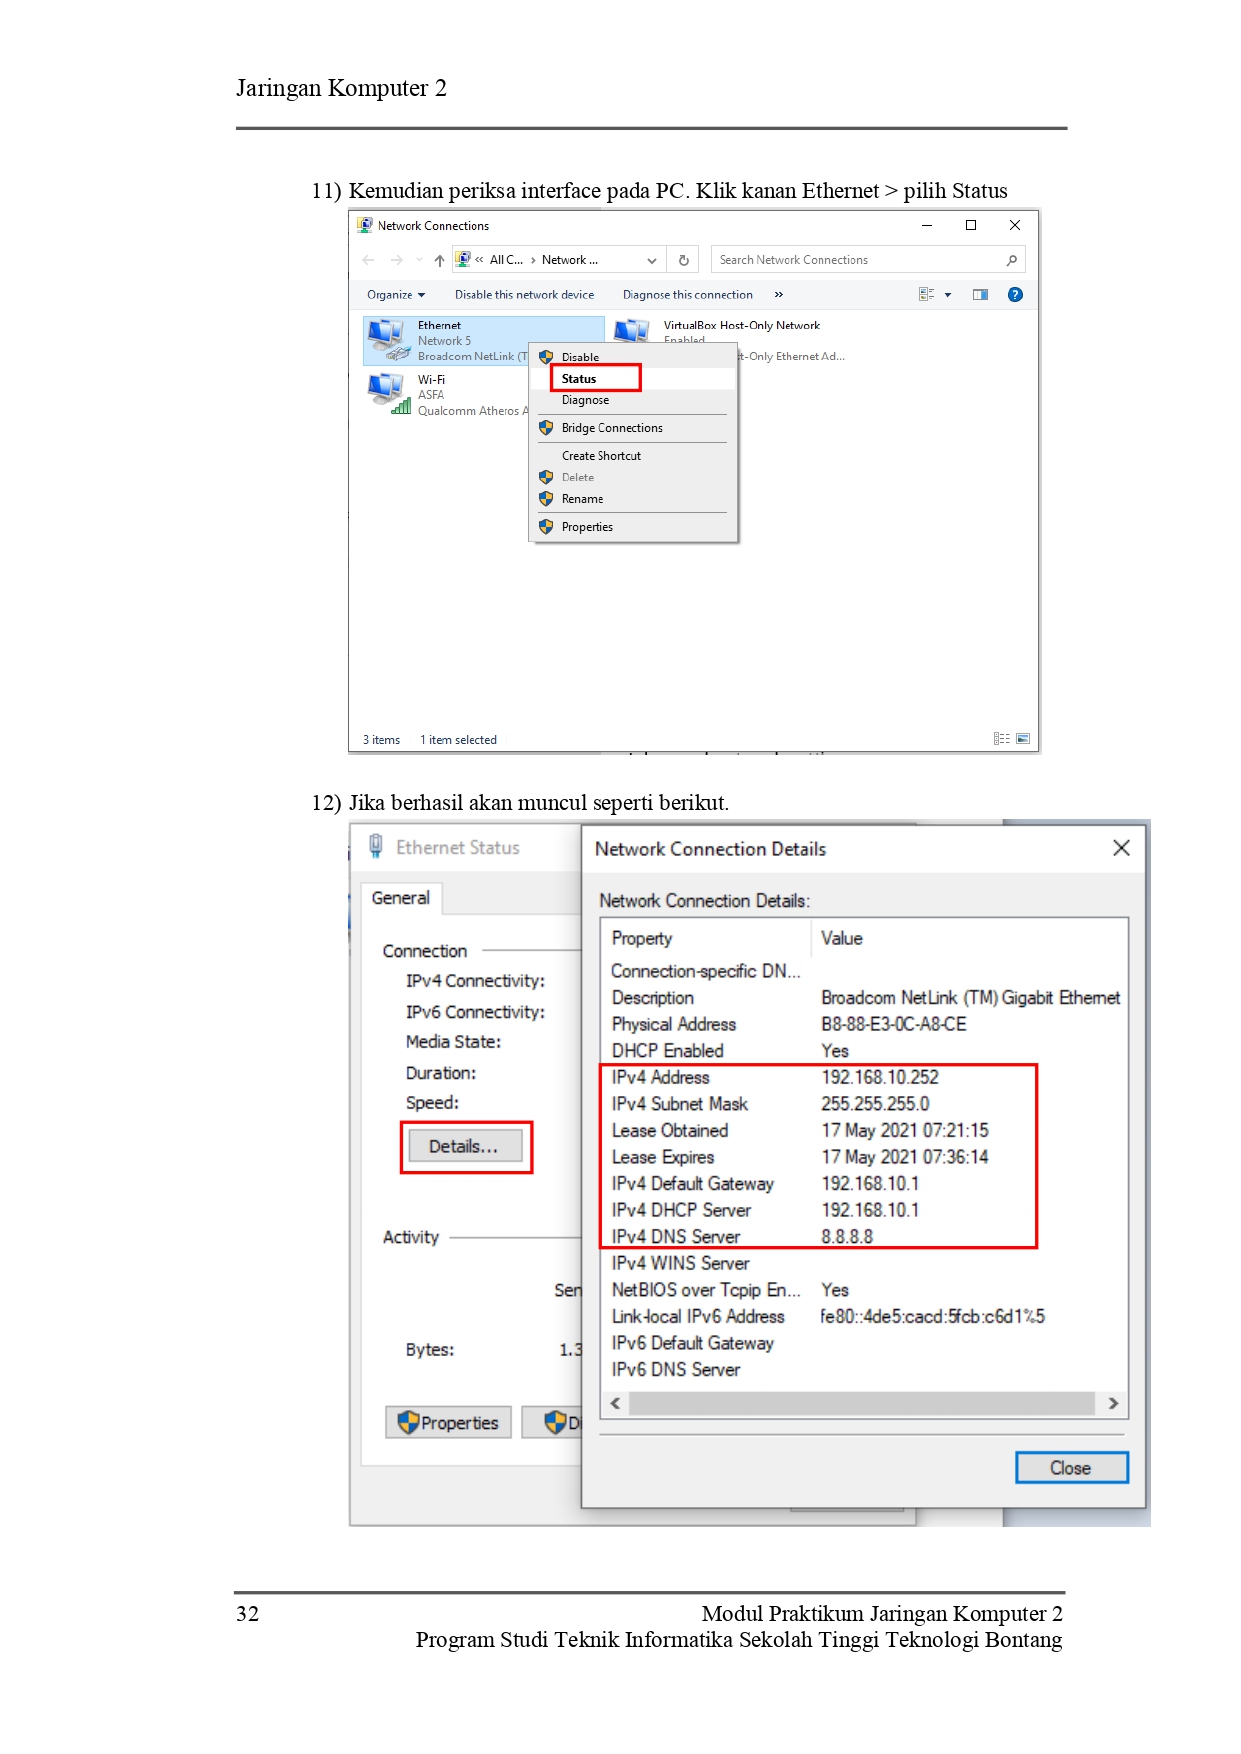 Jaringan Komputer 2
11) Kemudian periksa interface pada PC. Klik kanan Ethernet > pilih Status
Network Connections
« All C... › Network ...
Search Network Connections
Organize
Disable this network device
Diagnose this connection
»
Ethernet
Network 5
Broadcom NetLink (T
VirtualBox Host-Only Network
Enabled
t-Only Ethernet Ad...
Wi-Fi
ASFA
Qualcomm Atheros A
Disable
Status
Diagnose
Bridge Connections
Create Shortcut
Delete
Rename
Properties
3 items 1 item selected
12) Jika berhasil akan muncul seperti berikut.
Ethernet Status
General
Connection
IPv4 Connectivity:
IPv6 Connectivity:
Media State:
Duration:
Speed:
Details...
Activity
Sen
Bytes: 1.3
Properties
Di
Network Connection Details
Network Connection Details:
Property Value
Connection-specific DN...
Description Broadcom NetLink (TM) Gigabit Ethernet
Physical Address B8-88-E3-0C-A8-CE
DHCP Enabled Yes
IPv4 Address 192.168.10.252
IPv4 Subnet Mask 255.255.255.0
Lease Obtained 17 May 2021 07:21:15
Lease Expires 17 May 2021 07:36:14
IPv4 Default Gateway 192.168.10.1
IPv4 DHCP Server 192.168.10.1
IPv4 DNS Server 8.8.8.8
IPv4 WINS Server
NetBIOS over Tcpip En... Yes
Link-local IPv6 Address fe80::4de5:cacd:5fcb:c6d1%5
IPv6 Default Gateway
IPv6 DNS Server
Close
32 Modul Praktikum Jaringan Komputer 2
Program Studi Teknik Informatika Sekolah Tinggi Teknologi Bontang